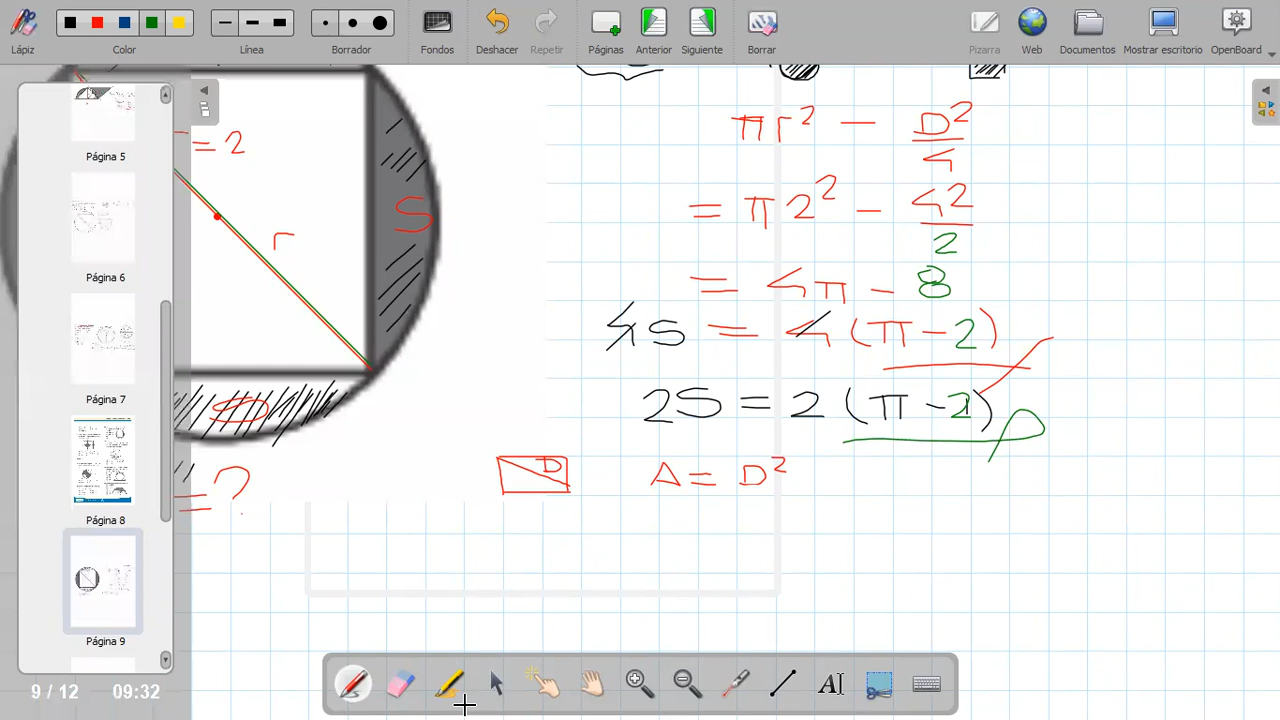 Lápiz Color Línea Borrador Fondos Deshacer Repetir Páginas Anterior Siguiente Borrar Pizarra Web Documentos Mostrar escritorio OpenBoard
Página 5
Página 6
Página 7
Página 8
Página 9
9 / 12 09:32
= 2
r
S
S
= ?
πr² − D²/4
= π2² − 4²/2
= 4π − 8
4S = 4(π−2)
2S = 2(π−2)
D
A = D²